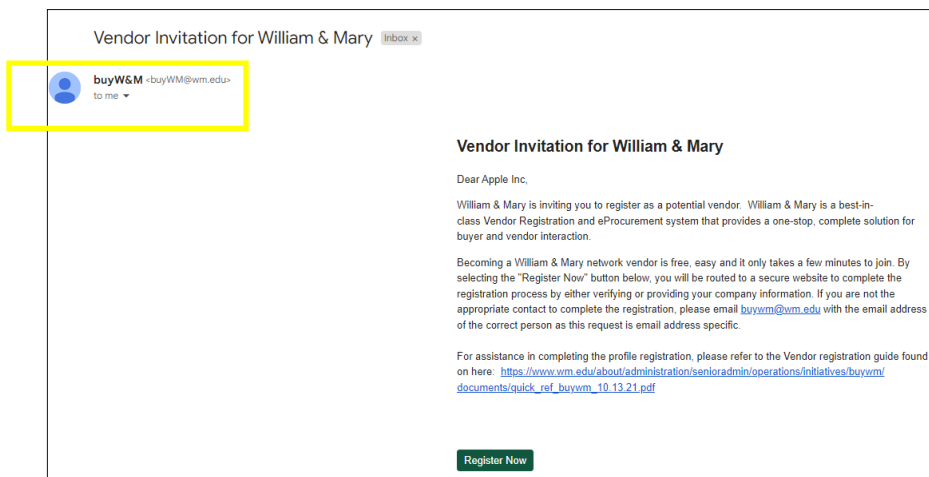 Vendor Invitation for William & Mary Inbox ×
buyW&M <buyWM@wm.edu>
to me
Vendor Invitation for William & Mary
Dear Apple Inc,
William & Mary is inviting you to register as a potential vendor.  William & Mary is a best-in-
class Vendor Registration and eProcurement system that provides a one-stop, complete solution for
buyer and vendor interaction.
Becoming a William & Mary network vendor is free, easy and it only takes a few minutes to join. By
selecting the "Register Now" button below, you will be routed to a secure website to complete the
registration process by either verifying or providing your company information. If you are not the
appropriate contact to complete the registration, please email buywm@wm.edu with the email address
of the correct person as this request is email address specific.
For assistance in completing the profile registration, please refer to the Vendor registration guide found
on here:  https://www.wm.edu/about/administration/senioradmin/operations/initiatives/buywm/
documents/quick_ref_buywm_10.13.21.pdf
Register Now